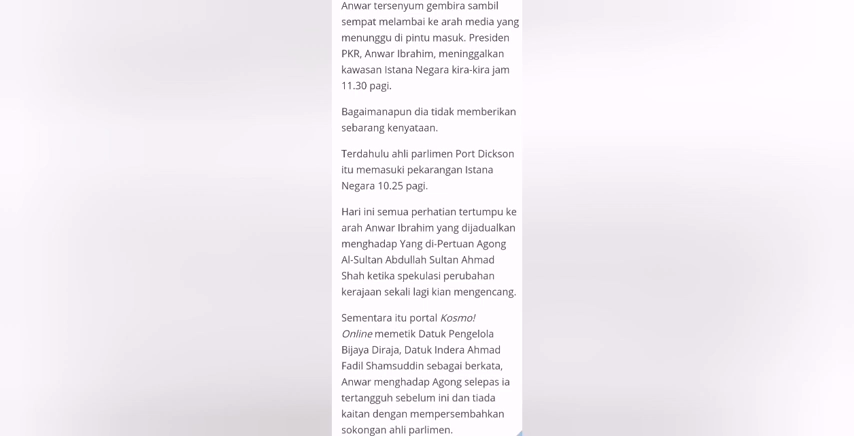 Anwar tersenyum gembira sambil
sempat melambai ke arah media yang
menunggu di pintu masuk. Presiden
PKR, Anwar Ibrahim, meninggalkan
kawasan Istana Negara kira-kira jam
11.30 pagi.
Bagaimanapun dia tidak memberikan
sebarang kenyataan.
Terdahulu ahli parlimen Port Dickson
itu memasuki pekarangan Istana
Negara 10.25 pagi.
Hari ini semua perhatian tertumpu ke
arah Anwar Ibrahim yang dijadualkan
menghadap Yang di-Pertuan Agong
Al-Sultan Abdullah Sultan Ahmad
Shah ketika spekulasi perubahan
kerajaan sekali lagi kian mengencang.
Sementara itu portal Kosmo!
Online memetik Datuk Pengelola
Bijaya Diraja, Datuk Indera Ahmad
Fadil Shamsuddin sebagai berkata,
Anwar menghadap Agong selepas ia
tertangguh sebelum ini dan tiada
kaitan dengan mempersembahkan
sokongan ahli parlimen.